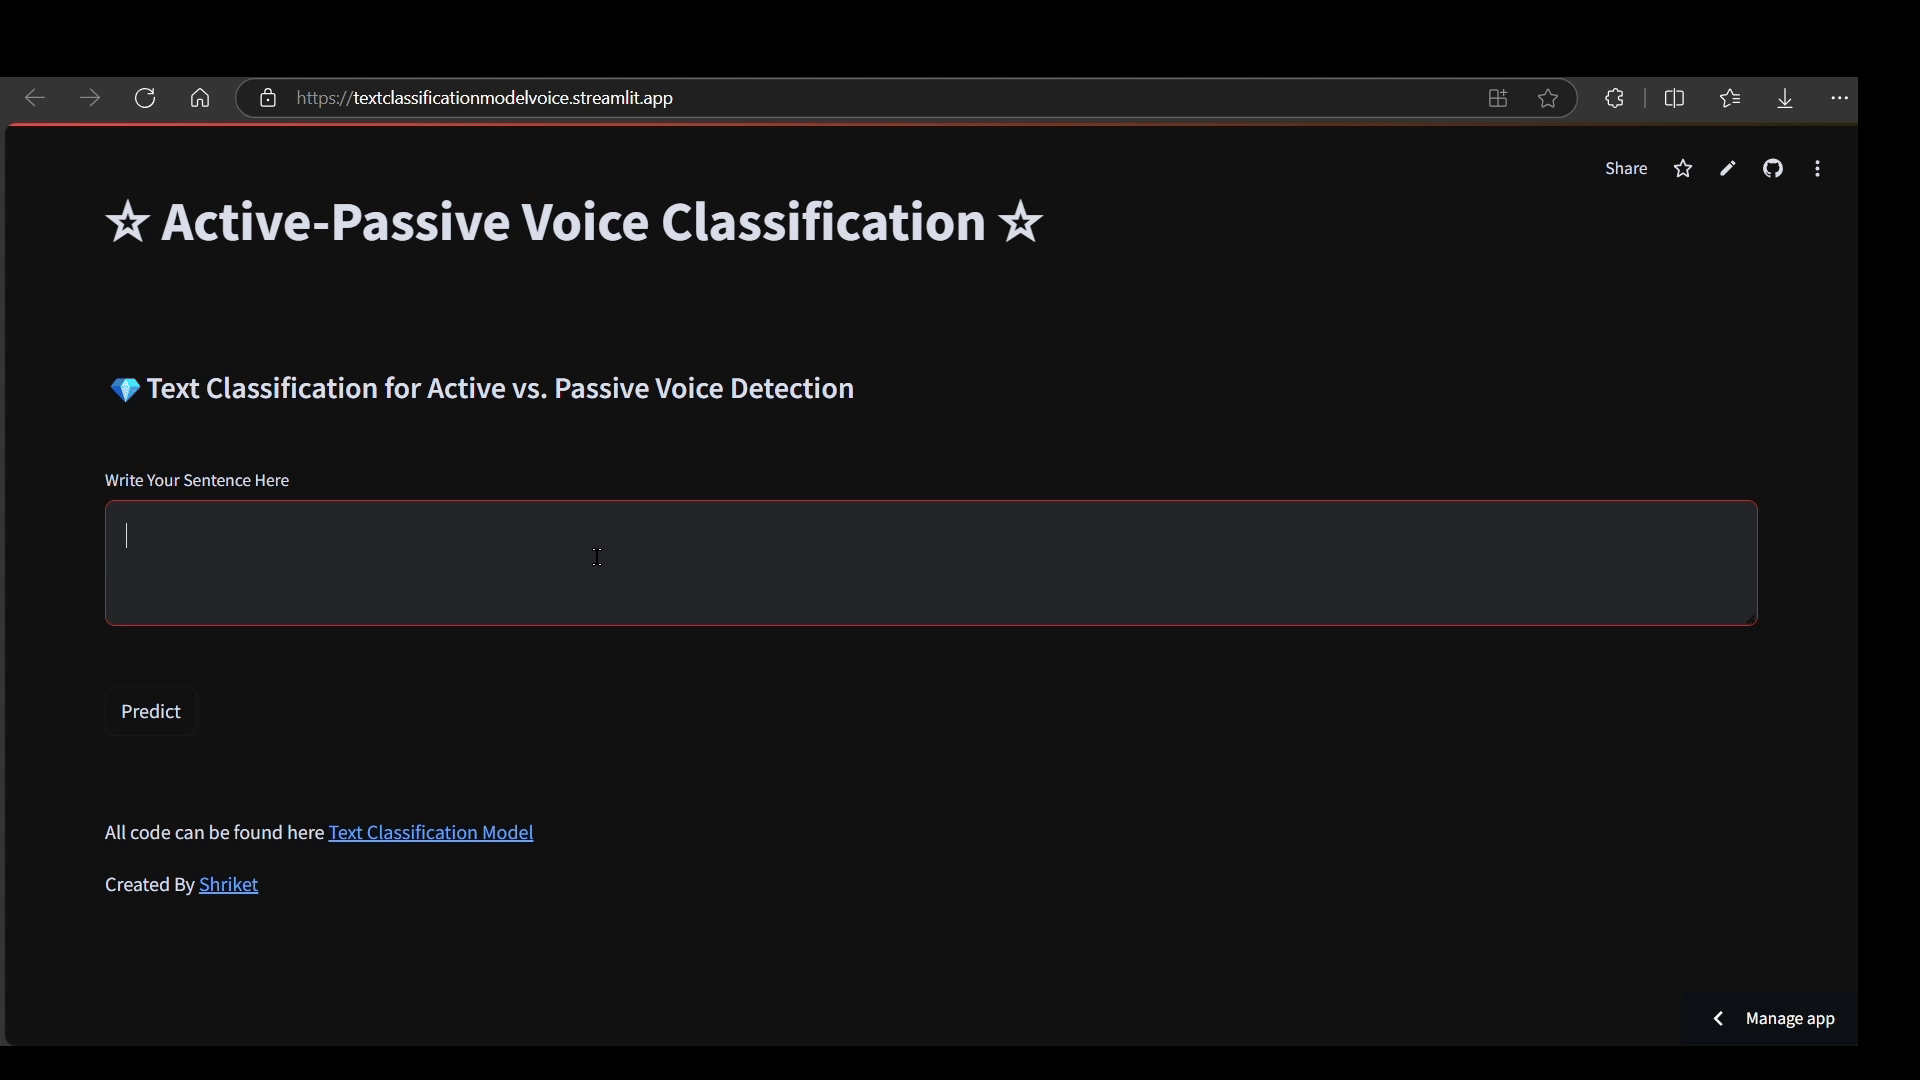 https://textclassificationmodelvoice.streamlit.app
Share
☆ Active-Passive Voice Classification ☆
💎 Text Classification for Active vs. Passive Voice Detection
Write Your Sentence Here
Predict
All code can be found here Text Classification Model
Created By Shriket
Manage app